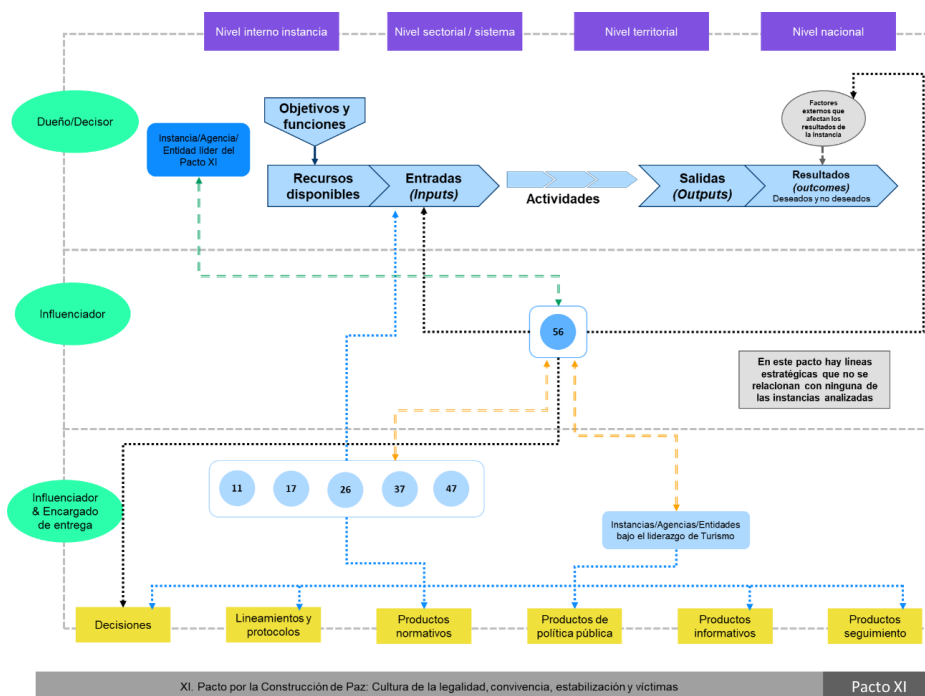 Nivel interno instancia
Nivel sectorial / sistema
Nivel territorial
Nivel nacional
Dueño/Decisor
Instancia/Agencia/
Entidad líder del
Pacto XI
Objetivos y
funciones
Factores
externos que
afectan los
resultados de
la instancia
Recursos
disponibles
Entradas
(Inputs)
Actividades
Salidas
(Outputs)
Resultados
(outcomes)
Deseados y no deseados
Influenciador
56
En este pacto hay líneas
estratégicas que no se
relacionan con ninguna de
las instancias analizadas
Influenciador
& Encargado
de entrega
11
17
26
37
47
Instancias/Agencias/Entidades
bajo el liderazgo de Turismo
Decisiones
Lineamientos y
protocolos
Productos
normativos
Productos de
política pública
Productos
informativos
Productos
seguimiento
XI. Pacto por la Construcción de Paz: Cultura de la legalidad, convivencia, estabilización y víctimas
Pacto XI